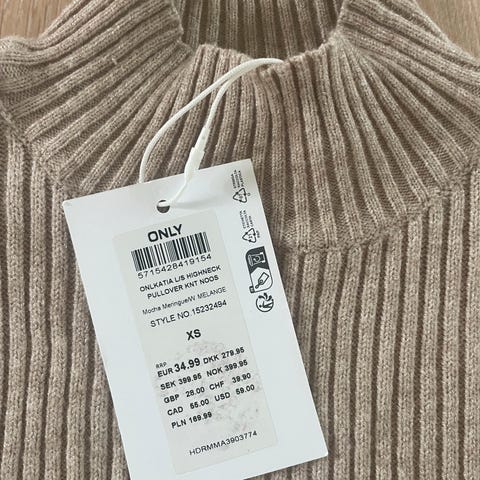 ONLY
5715428419154
ONLKATIA L/S HIGHNECK
PULLOVER KNT NOOS
Mocha Meringue/W. MELANGE
STYLE NO.15232494
XS
RRP
EUR 34.99 DKK 279.95
SEK 399.95 NOK 399.95
GBP 28.00 CHF 39.90
CAD 55.00 USD 59.00
PLN 169.99
HDRMMA3903774